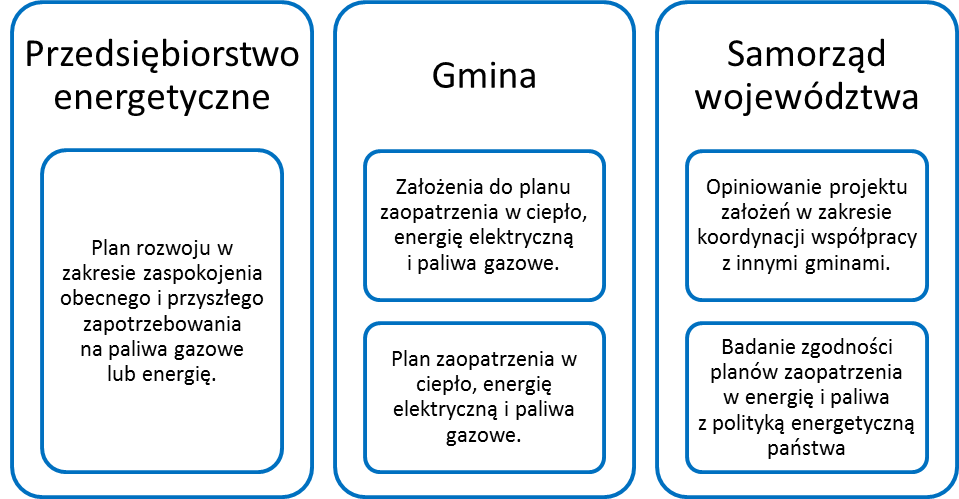 Przedsiębiorstwo
energetyczne
Plan rozwoju w
zakresie zaspokojenia
obecnego i przyszłego
zapotrzebowania
na paliwa gazowe
lub energię.
Gmina
Założenia do planu
zaopatrzenia w ciepło,
energię elektryczną
i paliwa gazowe.
Plan zaopatrzenia w
ciepło, energię
elektryczną i paliwa
gazowe.
Samorząd
województwa
Opiniowanie projektu
założeń w zakresie
koordynacji współpracy
z innymi gminami.
Badanie zgodności
planów zaopatrzenia
w energię i paliwa
z polityką energetyczną
państwa